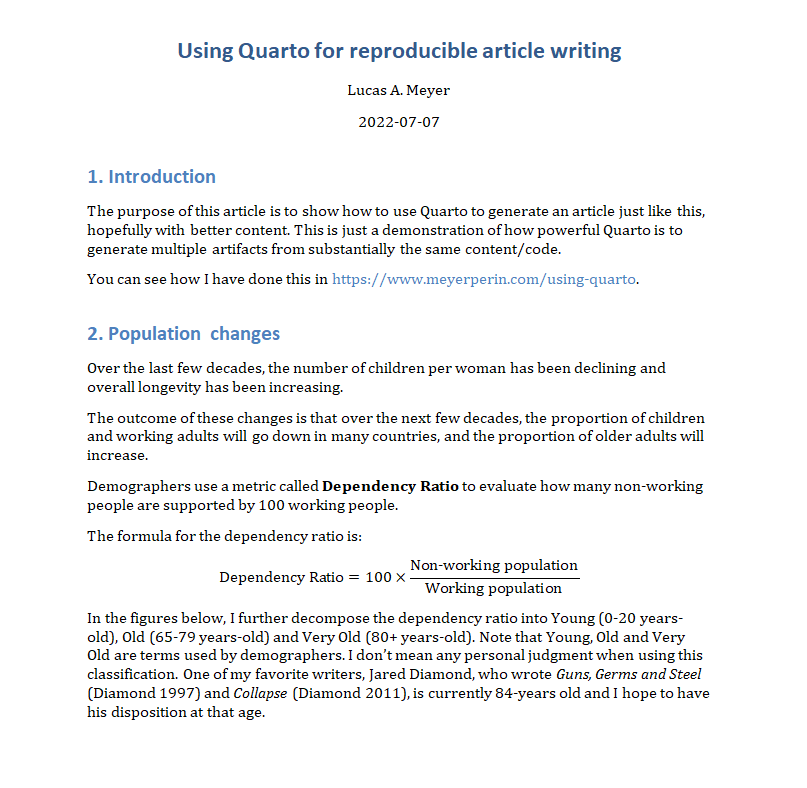 Using Quarto for reproducible article writing
Lucas A. Meyer
2022-07-07
1. Introduction
The purpose of this article is to show how to use Quarto to generate an article just like this,
hopefully with better content. This is just a demonstration of how powerful Quarto is to
generate multiple artifacts from substantially the same content/code.
You can see how I have done this in https://www.meyerperin.com/using-quarto.
2. Population changes
Over the last few decades, the number of children per woman has been declining and
overall longevity has been increasing.
The outcome of these changes is that over the next few decades, the proportion of children
and working adults will go down in many countries, and the proportion of older adults will
increase.
Demographers use a metric called Dependency Ratio to evaluate how many non-working
people are supported by 100 working people.
The formula for the dependency ratio is:
Non-working population
Dependency Ratio = 100 ×
Working population
In the figures below, I further decompose the dependency ratio into Young (0-20 years-
old), Old (65-79 years-old) and Very Old (80+ years-old). Note that Young, Old and Very
Old are terms used by demographers. I don’t mean any personal judgment when using this
classification. One of my favorite writers, Jared Diamond, who wrote Guns, Germs and Steel
(Diamond 1997) and Collapse (Diamond 2011), is currently 84-years old and I hope to have
his disposition at that age.